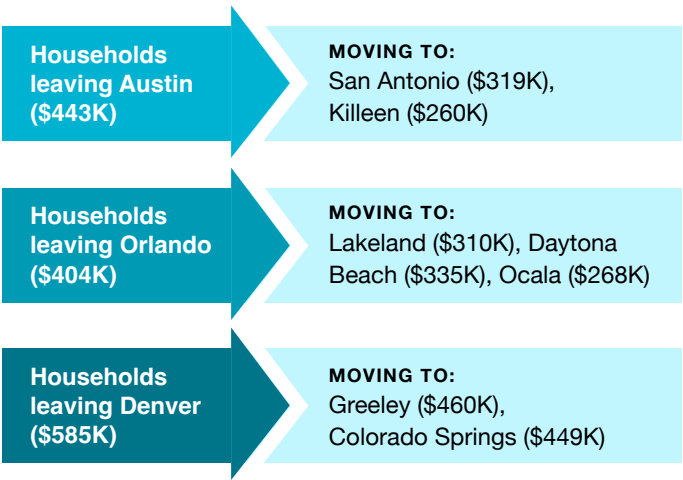 Households
leaving Austin
($443K)
MOVING TO:
San Antonio ($319K),
Killeen ($260K)
Households
leaving Orlando
($404K)
MOVING TO:
Lakeland ($310K), Daytona
Beach ($335K), Ocala ($268K)
Households
leaving Denver
($585K)
MOVING TO:
Greeley ($460K),
Colorado Springs ($449K)